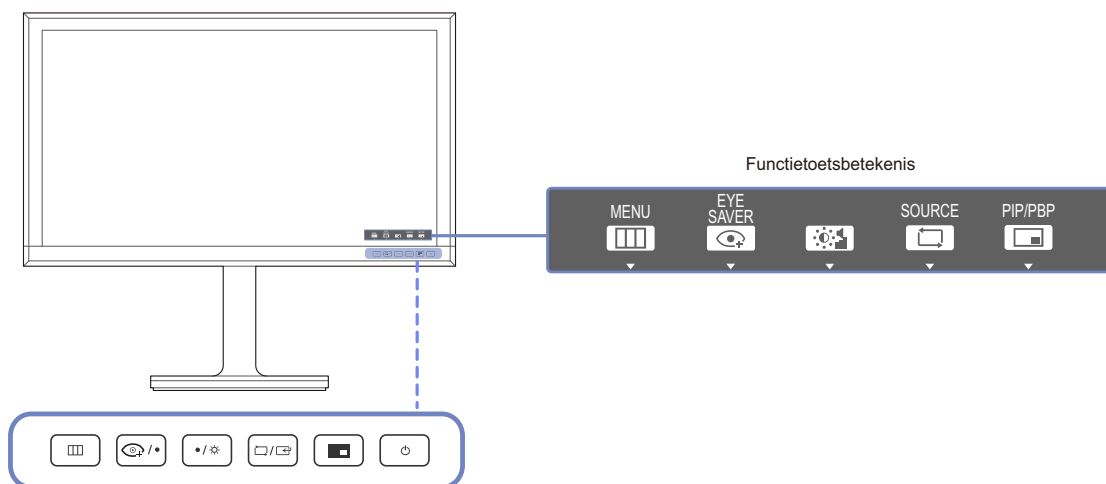 Functietoetsbetekenis
MENU
EYE
SAVER
SOURCE
PIP/PBP